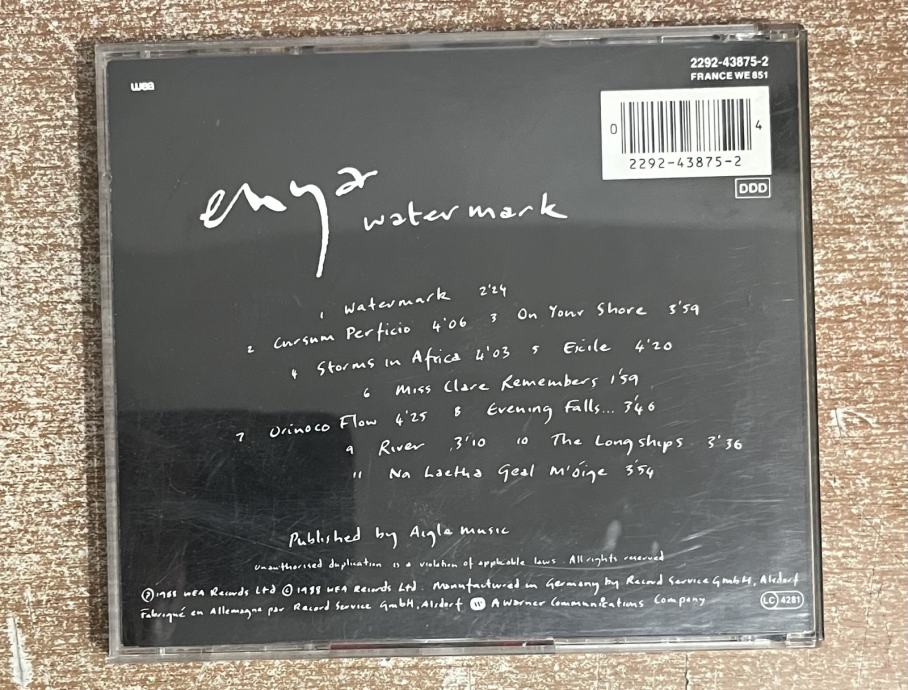 wea
2292-43875-2
FRANCE WE 851
0 4
2292-43875-2
DDD
enya watermark
1 Watermark 2'24
2 Cursum Perficio 4'06 3 On Your Shore 3'59
4 Storms in Africa 4'03 5 Exile 4'20
6 Miss Clare Remembers 1'59
7 Orinoco Flow 4'25 8 Evening Falls... 3'46
9 River 3'10 10 The Longships 3'36
11 Na Laetha Geal M'óige 3'54
Published by Aigle Music
Unauthorised duplication is a violation of applicable laws. All rights reserved
℗ 1988 WEA Records Ltd © 1988 WEA Records Ltd. Manufactured in Germany by Record Service GmbH, Alsdorf
Fabriqué en Allemagne par Record Service GmbH, Alsdorf A Warner Communications Company
LC 4281